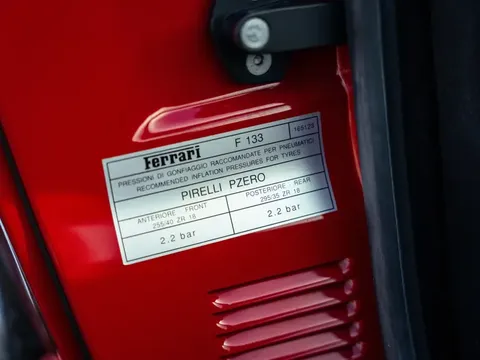 Ferrari F 133 165128
PRESSIONI DI GONFIAGGIO RACCOMANDATE PER PNEUMATICI
RECOMMENDED INFLATION PRESSURES FOR TYRES
PIRELLI PZERO
ANTERIORE FRONT POSTERIORE REAR
255/40 ZR 18 295/35 ZR 18
2,2 bar 2,2 bar